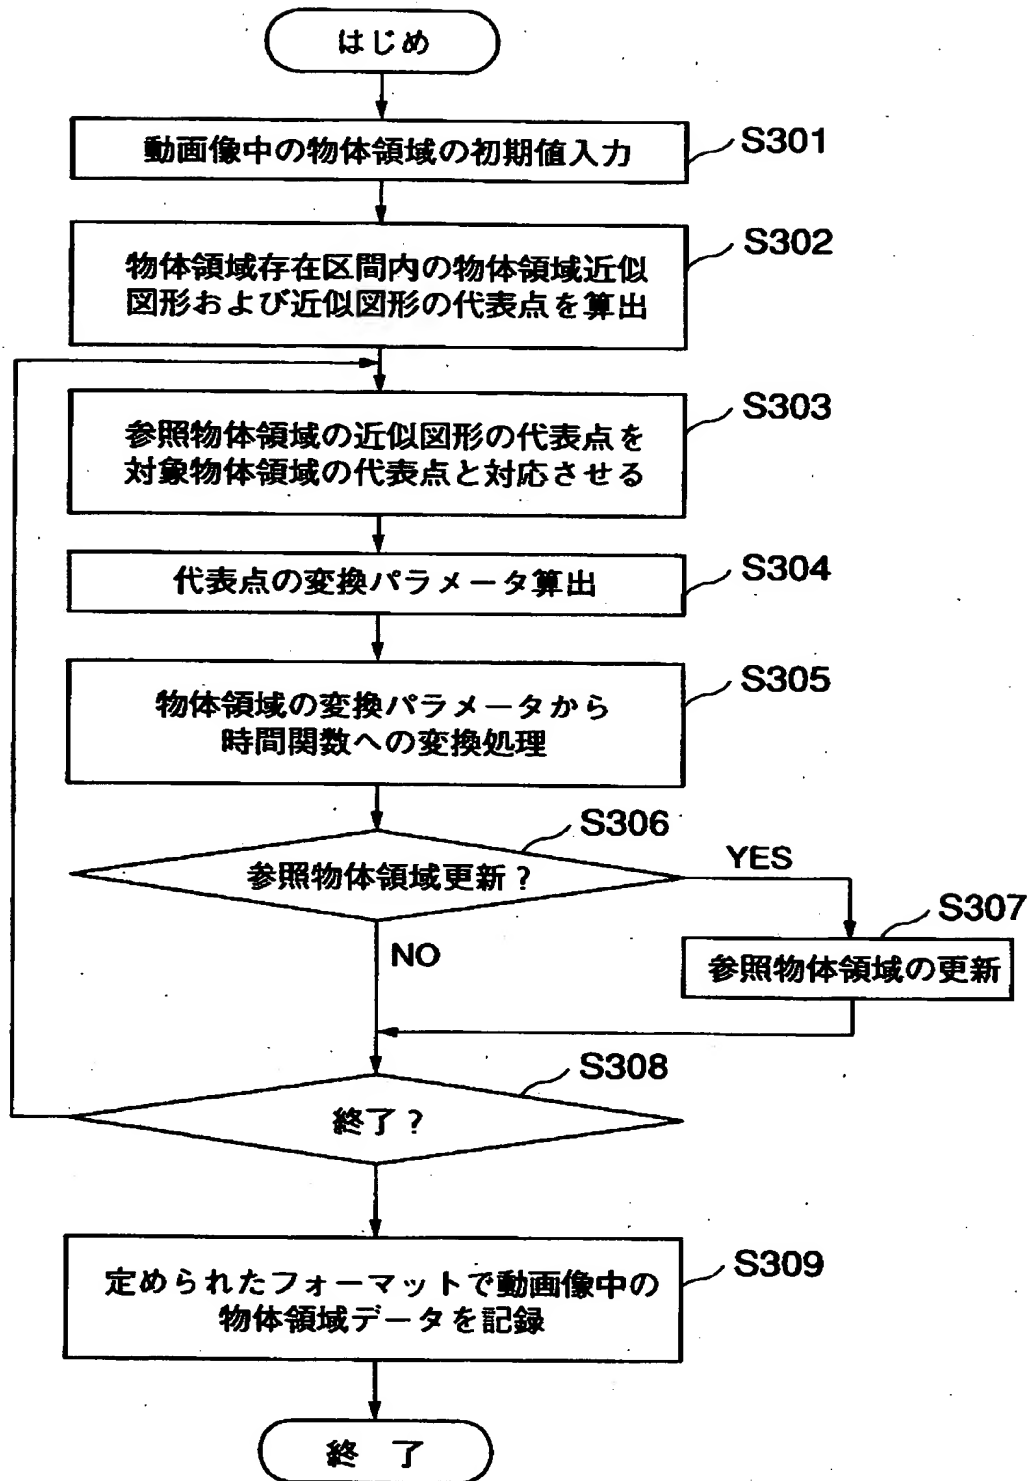 はじめ
動画像中の物体領域の初期値入力
S301
物体領域存在区間内の物体領域近似
図形および近似図形の代表点を算出
S302
参照物体領域の近似図形の代表点を
対象物体領域の代表点と対応させる
S303
代表点の変換パラメータ算出
S304
物体領域の変換パラメータから
時間関数への変換処理
S305
参照物体領域更新?
S306
YES
NO
参照物体領域の更新
S307
終了?
S308
定められたフォーマットで動画像中の
物体領域データを記録
S309
終 了